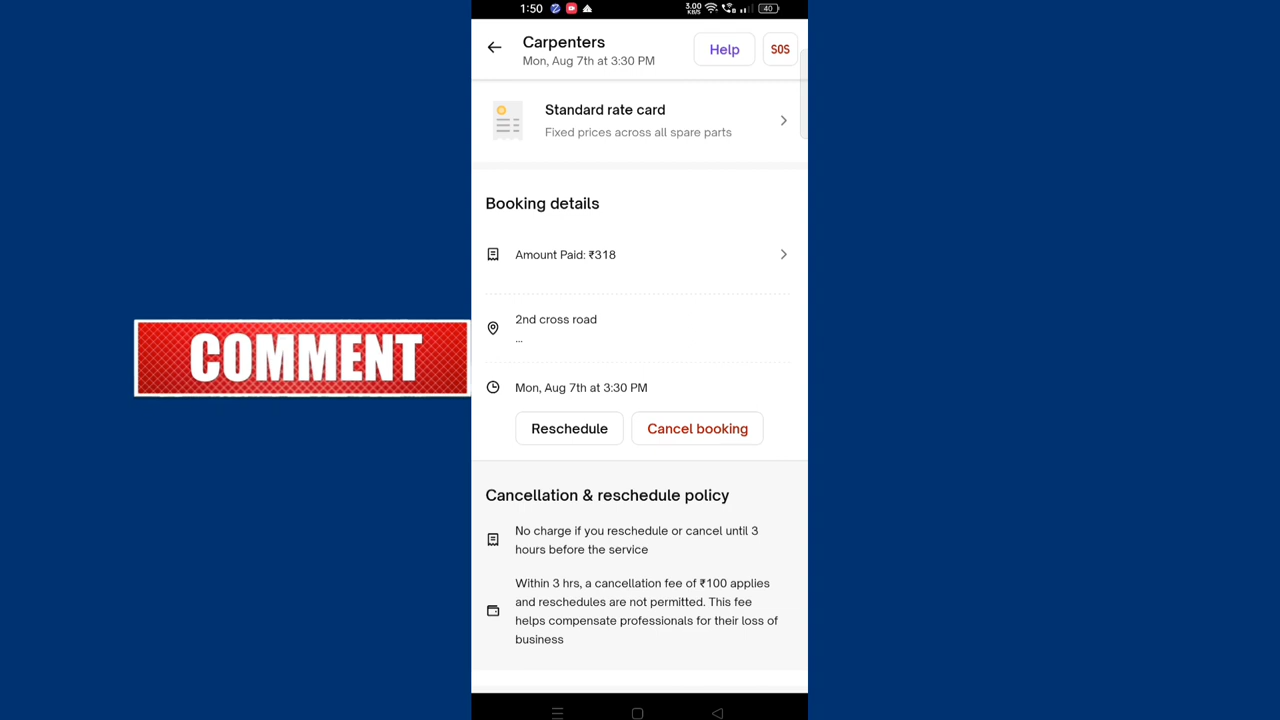 1:50
3.00
KB/S
40
Carpenters
Mon, Aug 7th at 3:30 PM
Help
SOS
Standard rate card
Fixed prices across all spare parts
Booking details
Amount Paid: ₹318
2nd cross road
...
COMMENT
Mon, Aug 7th at 3:30 PM
Reschedule
Cancel booking
Cancellation & reschedule policy
No charge if you reschedule or cancel until 3
hours before the service
Within 3 hrs, a cancellation fee of ₹100 applies
and reschedules are not permitted. This fee
helps compensate professionals for their loss of
business